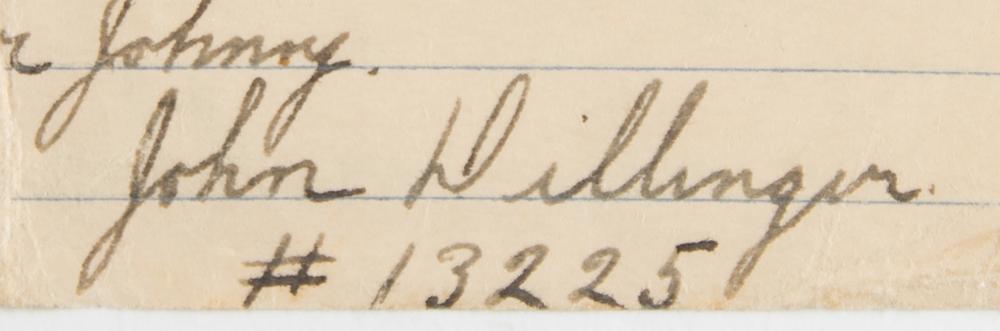 r Johnny.
John Dillinger.
# 13225